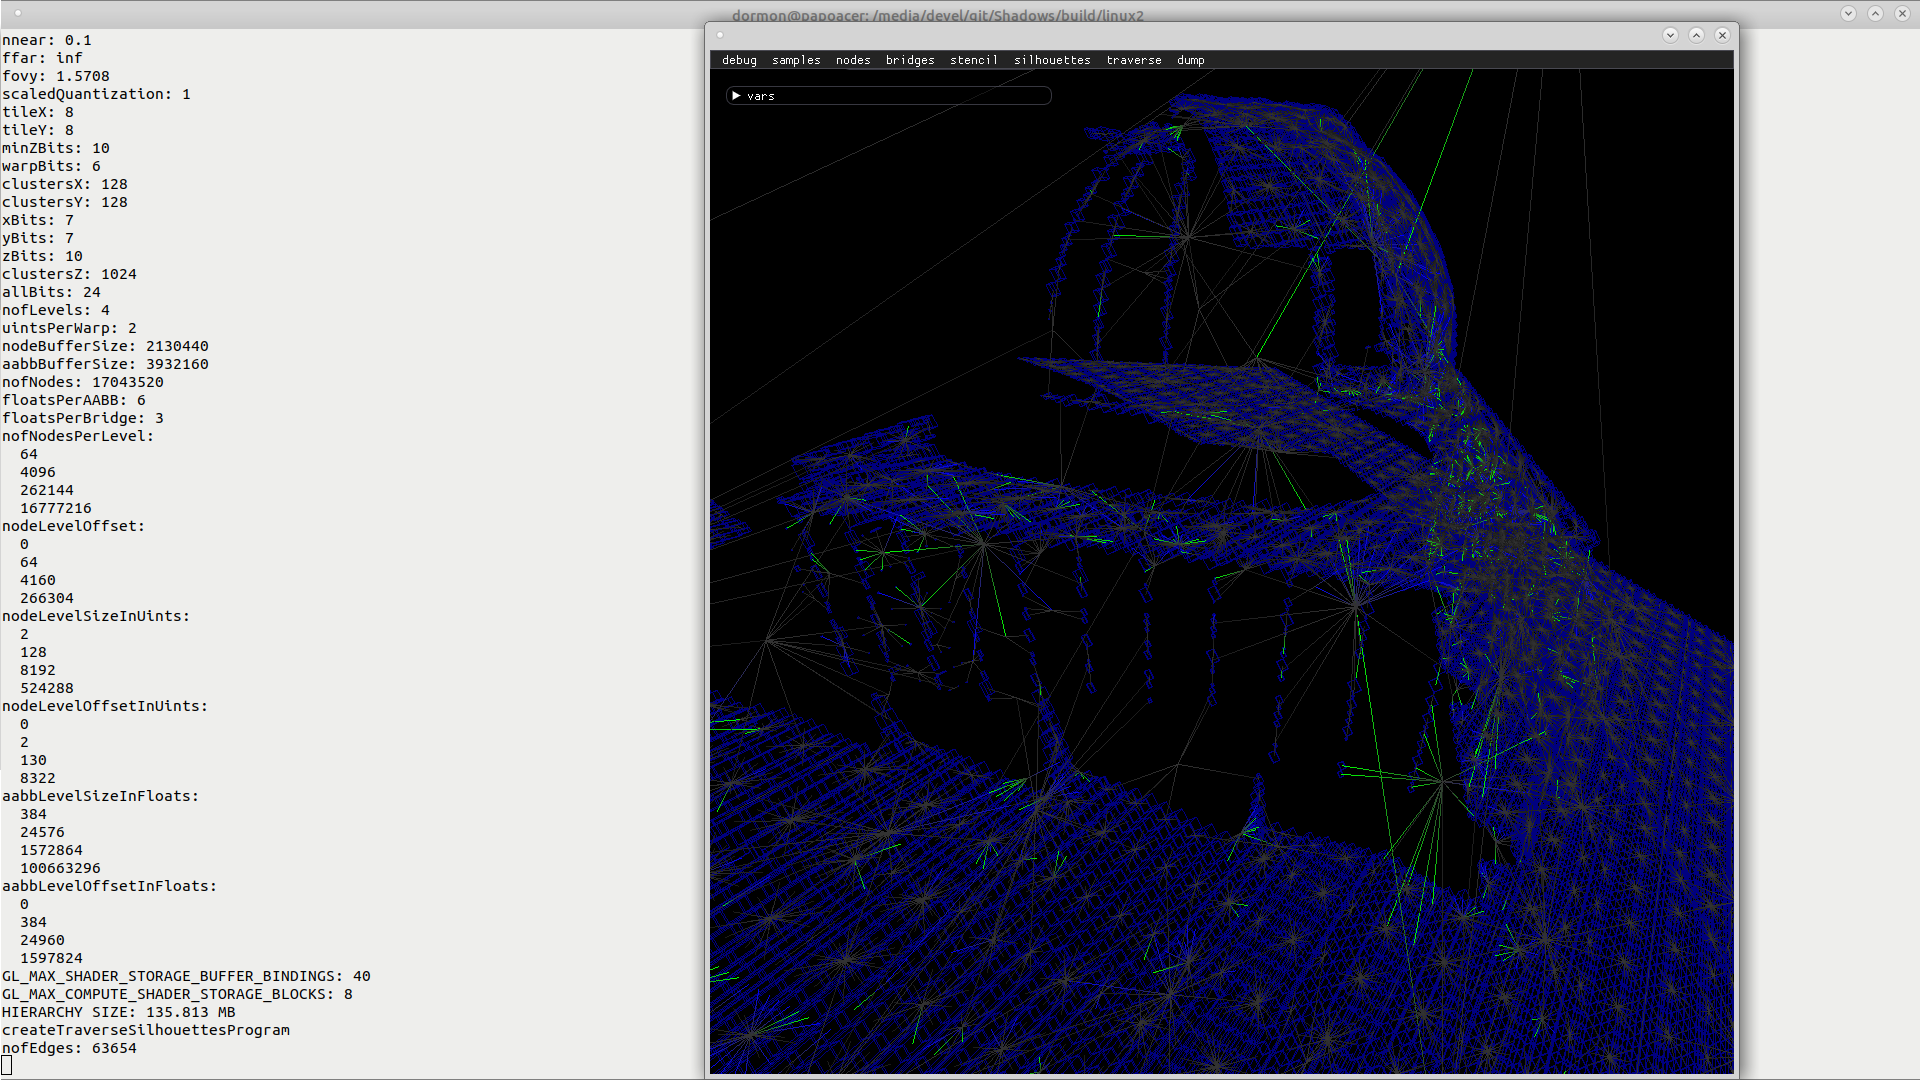 dormon@papoacer: /media/devel/git/Shadows/build/linux2
nnear: 0.1
ffar: inf
fovy: 1.5708
scaledQuantization: 1
tileX: 8
tileY: 8
minZBits: 10
warpBits: 6
clustersX: 128
clustersY: 128
xBits: 7
yBits: 7
zBits: 10
clustersZ: 1024
allBits: 24
nofLevels: 4
uintsPerWarp: 2
nodeBufferSize: 2130440
aabbBufferSize: 3932160
nofNodes: 17043520
floatsPerAABB: 6
floatsPerBridge: 3
nofNodesPerLevel:
64
4096
262144
16777216
nodeLevelOffset:
0
64
4160
266304
nodeLevelSizeInUints:
2
128
8192
524288
nodeLevelOffsetInUints:
0
2
130
8322
aabbLevelSizeInFloats:
384
24576
1572864
100663296
aabbLevelOffsetInFloats:
0
384
24960
1597824
GL_MAX_SHADER_STORAGE_BUFFER_BINDINGS: 40
GL_MAX_COMPUTE_SHADER_STORAGE_BLOCKS: 8
HIERARCHY SIZE: 135.813 MB
createTraverseSilhouettesProgram
nofEdges: 63654
debug samples nodes bridges stencil silhouettes traverse dump
vars